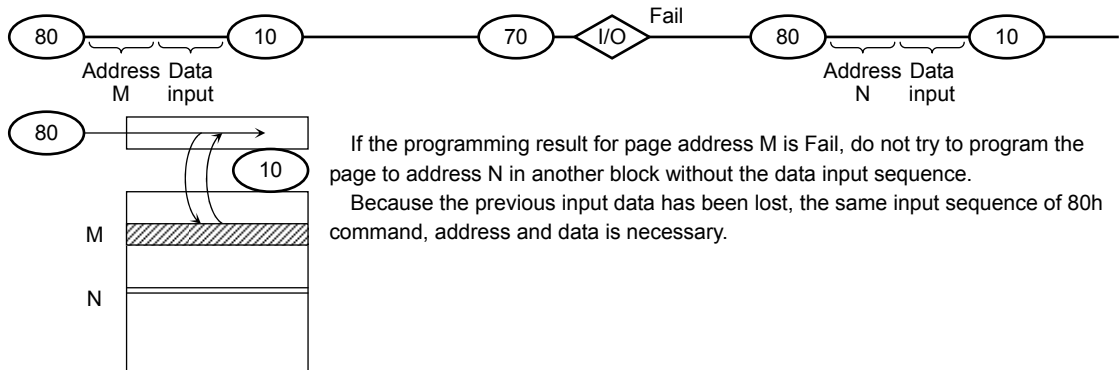 Fail
80 10 70 I/O 80 10
Address Data Address Data
M input N input
80
10
If the programming result for page address M is Fail, do not try to program the
page to address N in another block without the data input sequence.
Because the previous input data has been lost, the same input sequence of 80h
command, address and data is necessary.
M
N